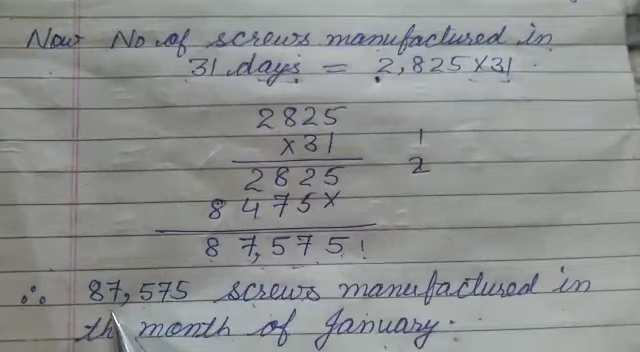 Now No. of screws manufactured in
31 days = 2,825 x 31.
2825
x 31
1
2
2825
8475x
87,575!
∴ 87,575 screws manufactured in
th month of January.